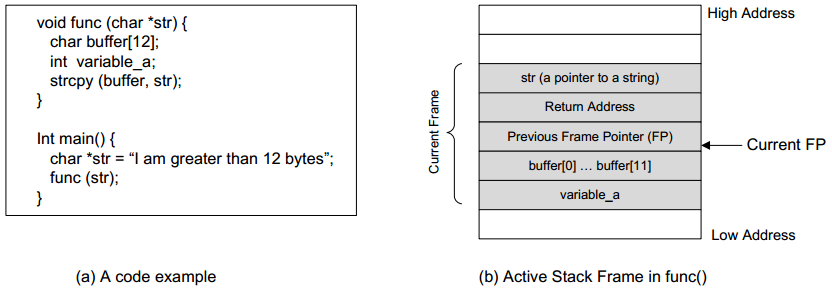 void func (char *str) {
char buffer[12];
int variable_a;
strcpy (buffer, str);
}
Int main() {
char *str = “I am greater than 12 bytes”;
func (str);
}
(a) A code example
High Address
str (a pointer to a string)
Return Address
Previous Frame Pointer (FP)
buffer[0] … buffer[11]
variable_a
Current Frame
Current FP
Low Address
(b) Active Stack Frame in func()